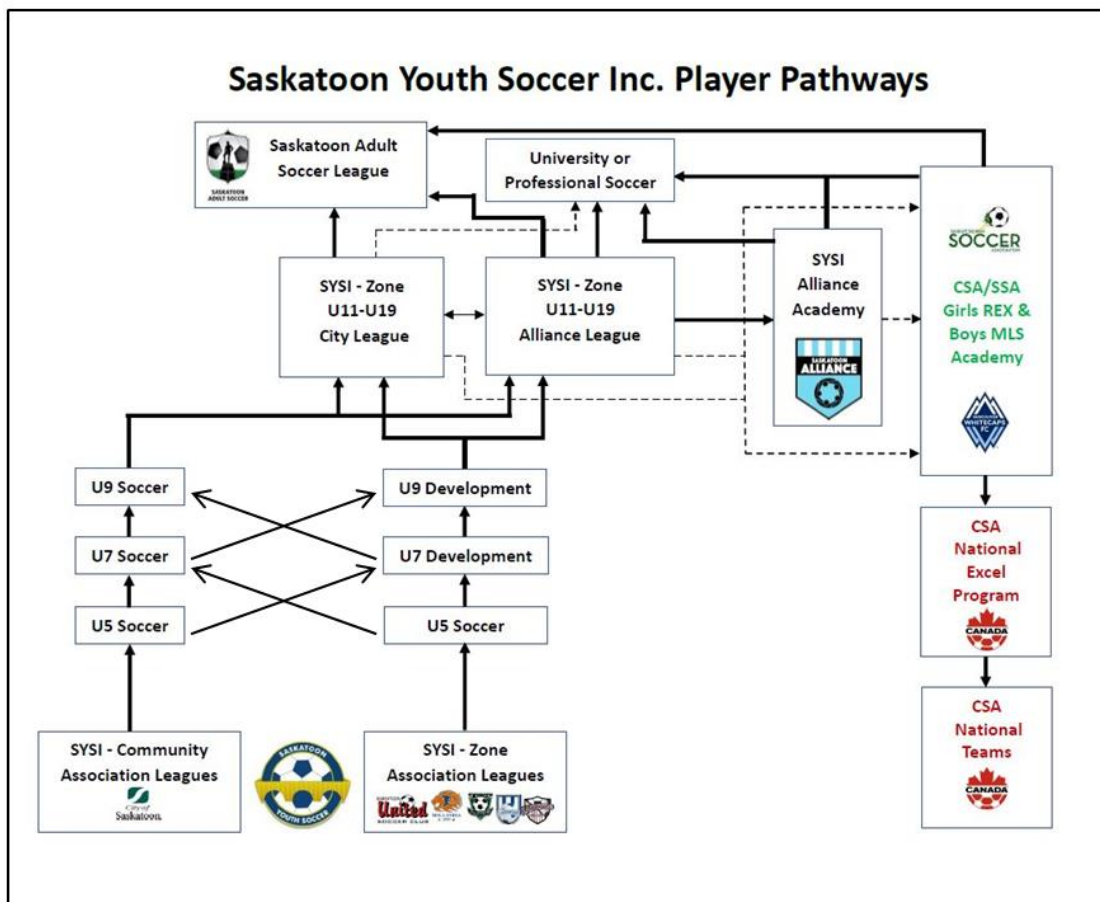 Saskatoon Youth Soccer Inc. Player Pathways
Saskatoon Adult
Soccer League
SASKATOON
ADULT SOCCER
University or
Professional Soccer
SYSI - Zone
U11-U19
City League
SYSI - Zone
U11-U19
Alliance League
SYSI
Alliance
Academy
SASKATOON
ALLIANCE
SOCCER
CSA/SSA
Girls REX &
Boys MLS
Academy
WHITECAPS
FC
U9 Soccer
U9 Development
U7 Soccer
U7 Development
U5 Soccer
U5 Soccer
CSA
National
Excel
Program
CANADA
CSA
National
Teams
CANADA
SYSI - Community
Association Leagues
City of
Saskatoon
SASKATOON
YOUTH SOCCER
SYSI - Zone
Association Leagues
United
SOCCER CLUB